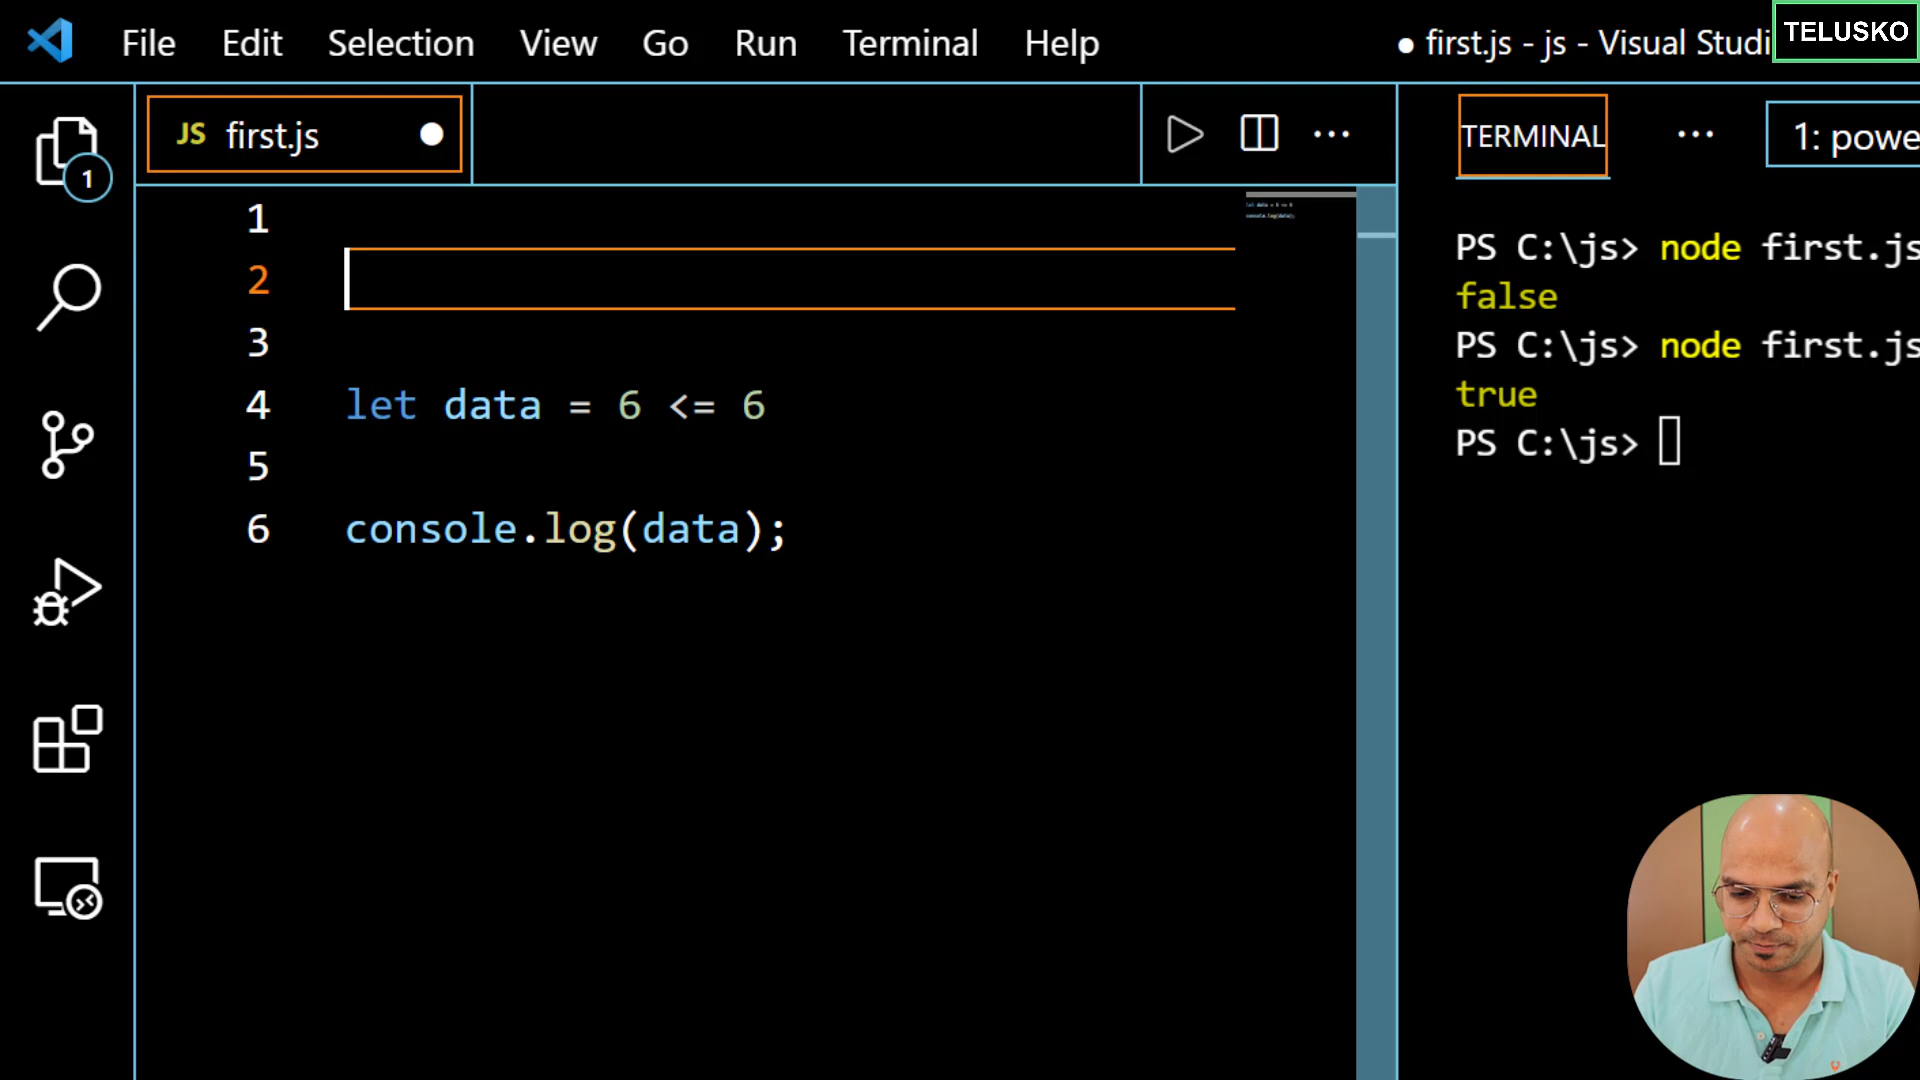 File Edit Selection View Go Run Terminal Help
● first.js - js - Visual Studi
TELUSKO
JS first.js
TERMINAL
1: powe
1
1
2
3
4 let data = 6 <= 6
5
6 console.log(data);
PS C:\js> node first.js
false
PS C:\js> node first.js
true
PS C:\js>